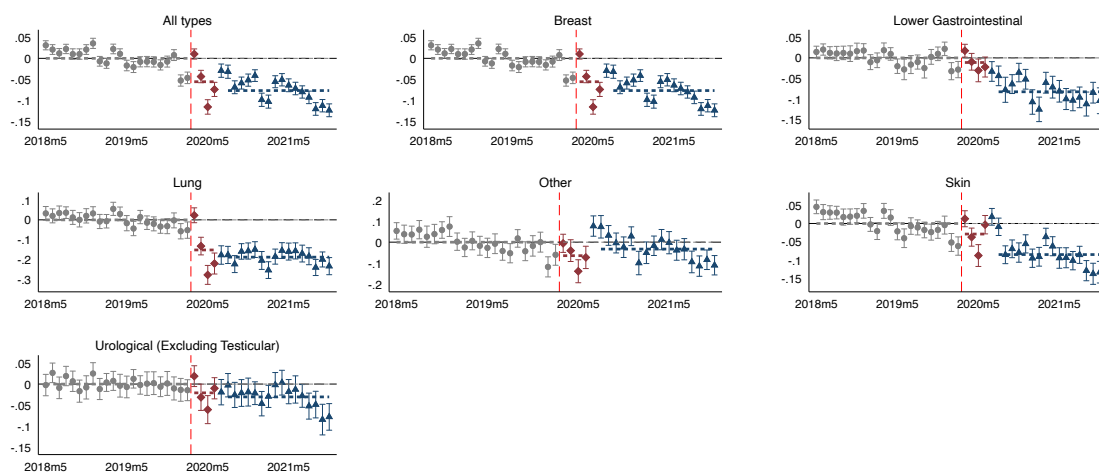 All types
.05
0
-.05
-.1
-.15
2018m5 2019m5 2020m5 2021m5
Breast
.05
0
-.05
-.1
-.15
2018m5 2019m5 2020m5 2021m5
Lower Gastrointestinal
.05
0
-.05
-.1
-.15
2018m5 2019m5 2020m5 2021m5
Lung
.1
0
-.1
-.2
-.3
2018m5 2019m5 2020m5 2021m5
Other
.2
.1
0
-.1
-.2
2018m5 2019m5 2020m5 2021m5
Skin
.05
0
-.05
-.1
-.15
2018m5 2019m5 2020m5 2021m5
Urological (Excluding Testicular)
.05
0
-.05
-.1
-.15
2018m5 2019m5 2020m5 2021m5